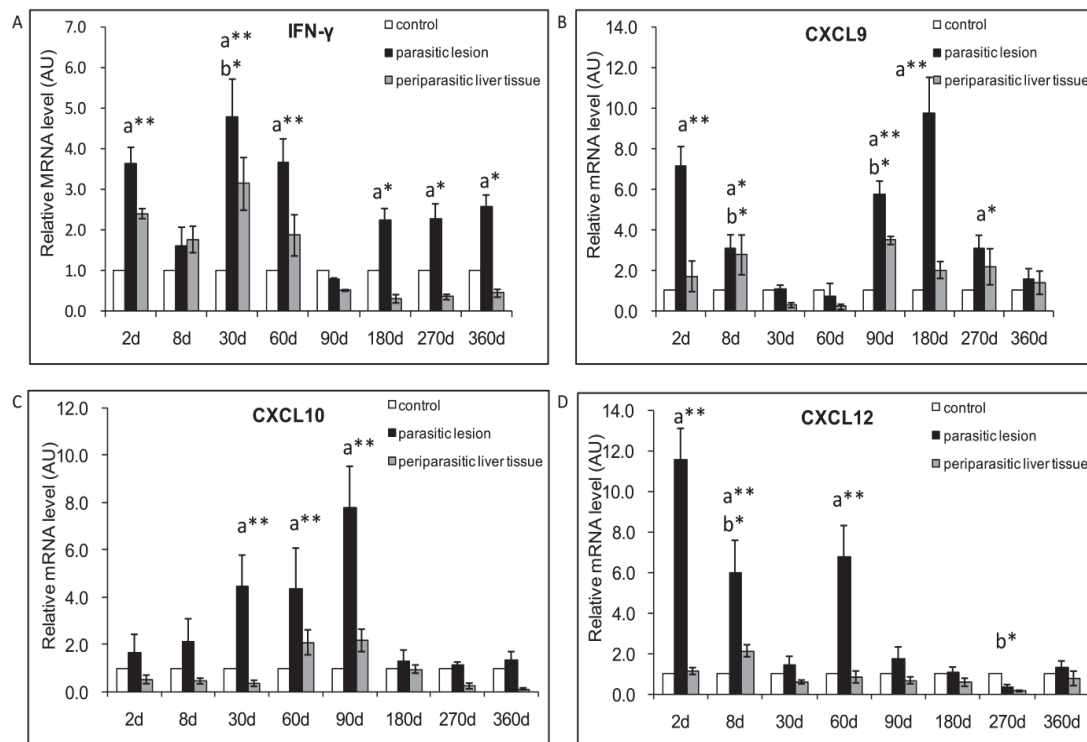 A
IFN-γ
control
parasitic lesion
periparasitic liver tissue
Relative MRNA level (AU)
7.0
6.0
5.0
4.0
3.0
2.0
1.0
0.0
a**
a**
b*
a**
a*
a*
a*
2d 8d 30d 60d 90d 180d 270d 360d
B
CXCL9
control
parasitic lesion
periparasitic liver tissue
Relative mRNA level (AU)
14.0
12.0
10.0
8.0
6.0
4.0
2.0
0.0
a**
a*
b*
a**
b*
a**
a*
2d 8d 30d 60d 90d 180d 270d 360d
C
CXCL10
control
parasitic lesion
periparasitic liver tissue
Relative mRNA level (AU)
12.0
10.0
8.0
6.0
4.0
2.0
0.0
a**
a**
a**
2d 8d 30d 60d 90d 180d 270d 360d
D
CXCL12
control
parasitic lesion
periparasitic liver tissue
Relative mRNA level (AU)
14.0
12.0
10.0
8.0
6.0
4.0
2.0
0.0
a**
a**
b*
a**
b*
2d 8d 30d 60d 90d 180d 270d 360d